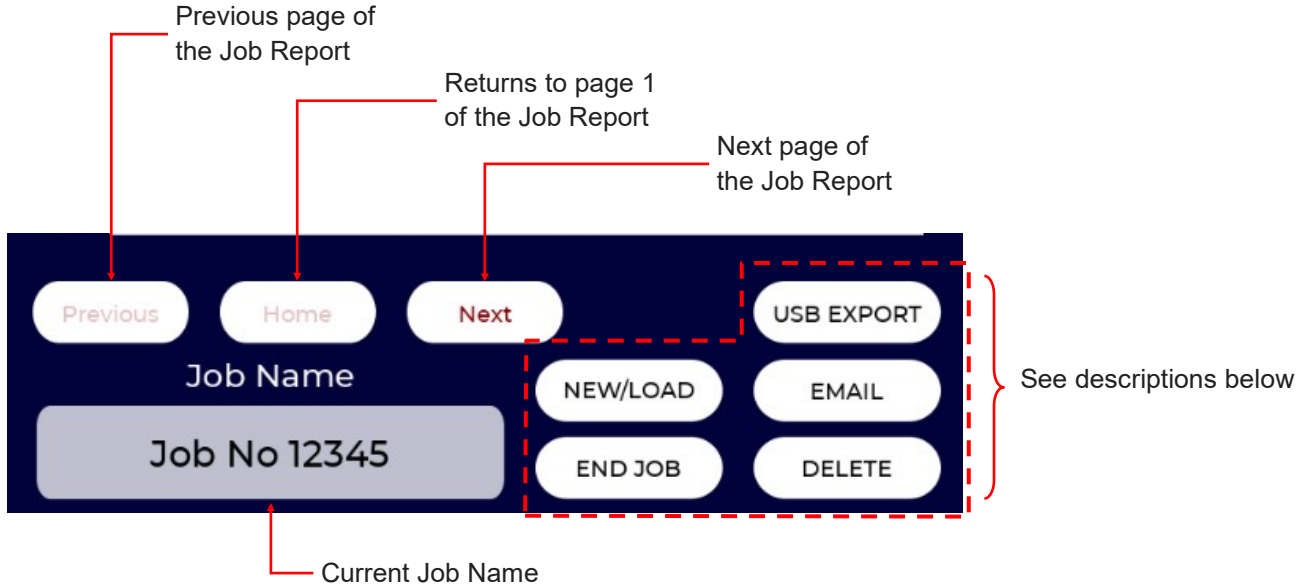 Previous page of
the Job Report
Returns to page 1
of the Job Report
Next page of
the Job Report
Previous
Home
Next
USB EXPORT
Job Name
NEW/LOAD
EMAIL
See descriptions below
Job No 12345
END JOB
DELETE
Current Job Name